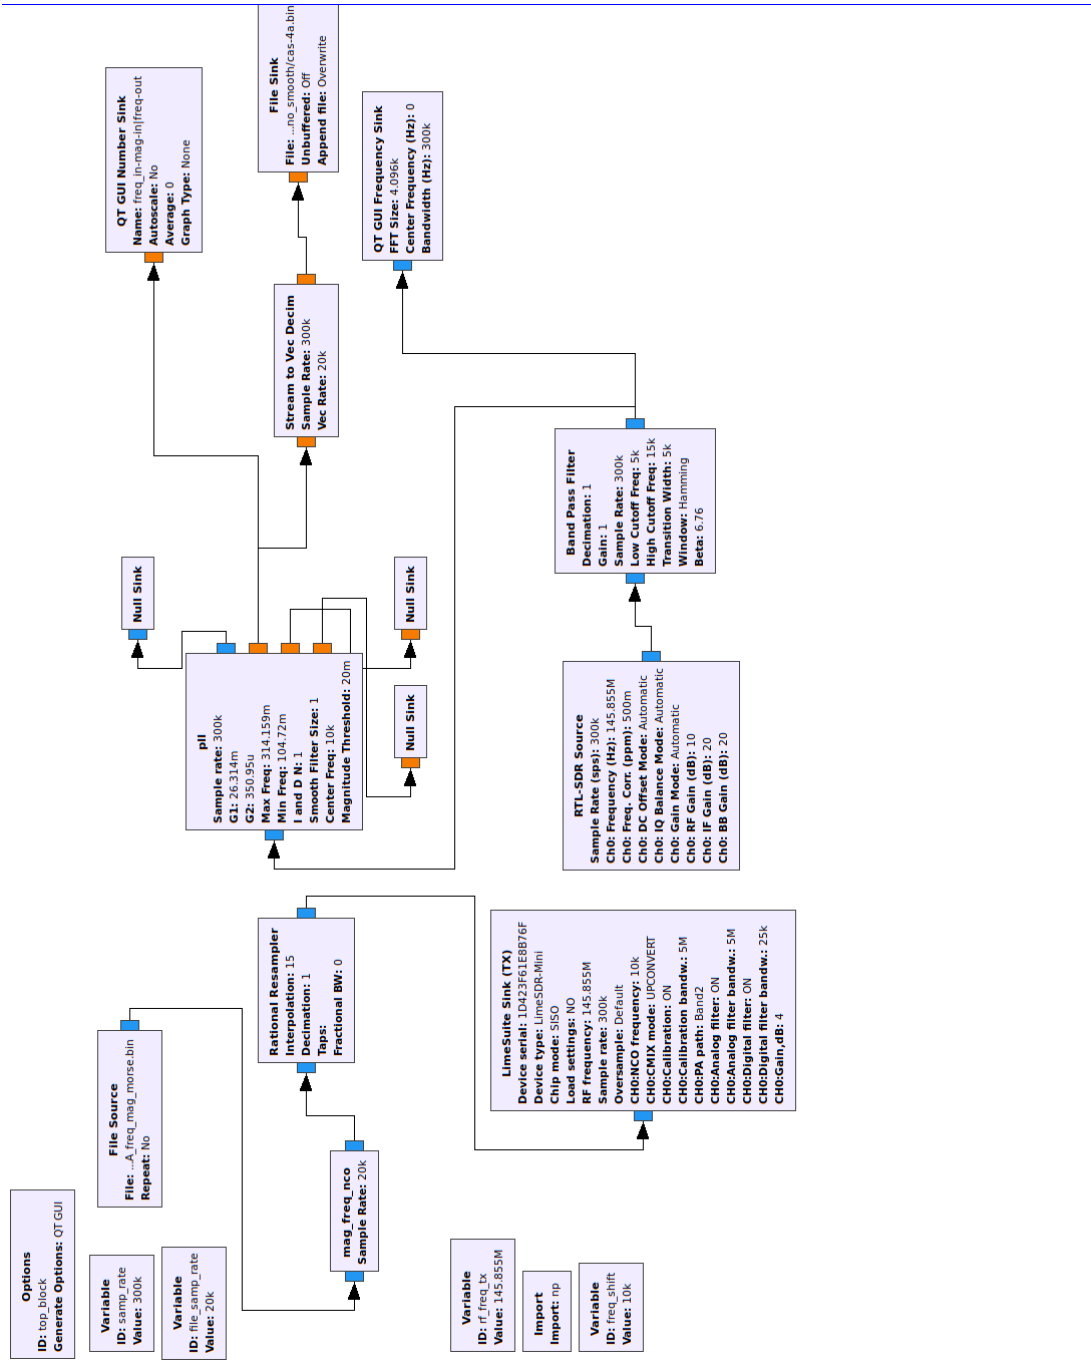 Options
ID: top_block
Generate Options: QT GUI
Variable
ID: samp_rate
Value: 300k
Variable
ID: file_samp_rate
Value: 20k
File Source
File: ...A_freq_mag_morse.bin
Repeat: No
mag_freq_nco
Sample Rate: 20k
Rational Resampler
Interpolation: 15
Decimation: 1
Taps:
Fractional BW: 0
Variable
ID: rf_freq_tx
Value: 145.855M
Import
Import: np
Variable
ID: freq_shift
Value: 10k
LimeSuite Sink (TX)
Device serial: 1D423F61E8B76F
Device type: LimeSDR-Mini
Chip mode: SISO
Load settings: NO
RF frequency: 145.855M
Sample rate: 300k
Oversample: Default
CH0:NCO frequency: 10k
CH0:CMIX mode: UPCONVERT
CH0:Calibration: ON
CH0:Calibration bandw.: 5M
CH0:PA path: Band2
CH0:Analog filter: ON
CH0:Analog filter bandw.: 5M
CH0:Digital filter: ON
CH0:Digital filter bandw.: 25k
CH0:Gain,dB: 4
pll
Sample rate: 300k
G1: 26.314m
G2: 350.95u
Max Freq: 314.159m
Min Freq: 104.72m
I and D N: 1
Smooth Filter Size: 1
Center Freq: 10k
Magnitude Threshold: 20m
Null Sink
Null Sink
Null Sink
RTL-SDR Source
Sample Rate (sps): 300k
Ch0: Frequency (Hz): 145.855M
Ch0: Freq. Corr. (ppm): 500m
Ch0: DC Offset Mode: Automatic
Ch0: IQ Balance Mode: Automatic
Ch0: Gain Mode: Automatic
Ch0: RF Gain (dB): 10
Ch0: IF Gain (dB): 20
Ch0: BB Gain (dB): 20
Band Pass Filter
Decimation: 1
Gain: 1
Sample Rate: 300k
Low Cutoff Freq: 5k
High Cutoff Freq: 15k
Transition Width: 5k
Window: Hamming
Beta: 6.76
Stream to Vec Decim
Sample Rate: 300k
Vec Rate: 20k
QT GUI Number Sink
Name: freq_in-mag-in|freq-out
Autoscale: No
Average: 0
Graph Type: None
File Sink
File: ...no_smooth/cas-4a.bin
Unbuffered: Off
Append file: Overwrite
QT GUI Frequency Sink
FFT Size: 4.096k
Center Frequency (Hz): 0
Bandwidth (Hz): 300k